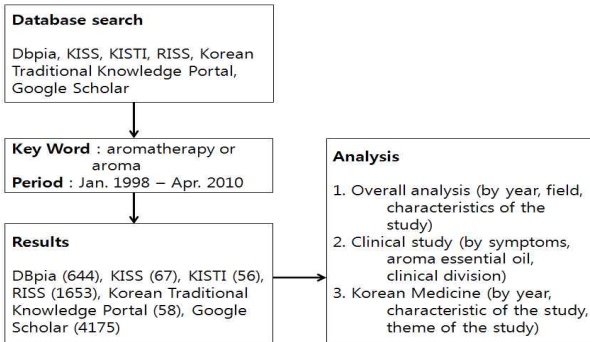 Database search
Dbpia, KISS, KISTI, RISS, Korean
Traditional Knowledge Portal,
Google Scholar
Key Word : aromatherapy or
aroma
Period : Jan. 1998 – Apr. 2010
Results
DBpia (644), KISS (67), KISTI (56),
RISS (1653), Korean Traditional
Knowledge Portal (58), Google
Scholar (4175)
Analysis
1. Overall analysis (by year, field,
characteristics of the
study)
2. Clinical study (by symptoms,
aroma essential oil,
clinical division)
3. Korean Medicine (by year,
characteristic of the study,
theme of the study)